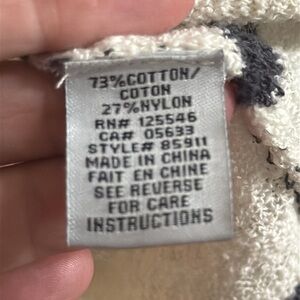 73%COTTON/
COTON
27%NYLON
RN# 125546
CA# 05633
STYLE# 85911
MADE IN CHINA
FAIT EN CHINE
SEE REVERSE
FOR CARE
INSTRUCTIONS